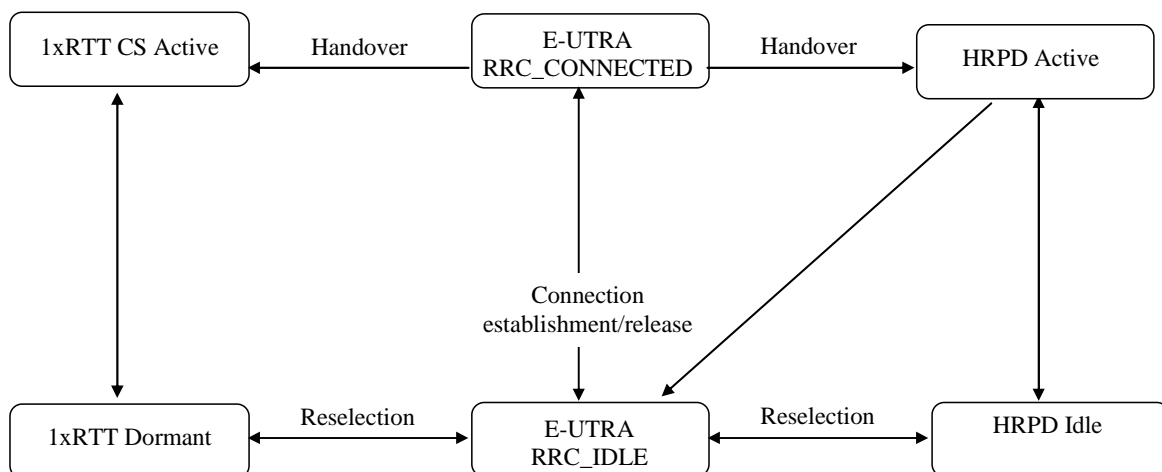 1xRTT CS Active
Handover
E-UTRA
RRC_CONNECTED
Handover
HRPD Active
Connection
establishment/release
1xRTT Dormant
Reselection
E-UTRA
RRC_IDLE
Reselection
HRPD Idle